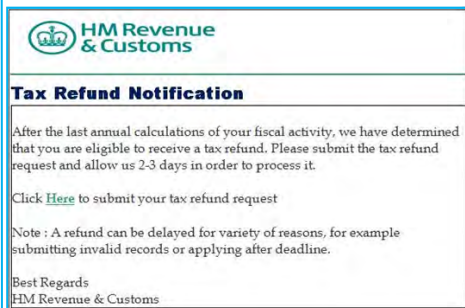 HM Revenue
& Customs
Tax Refund Notification
After the last annual calculations of your fiscal activity, we have determined
that you are eligible to receive a tax refund. Please submit the tax refund
request and allow us 2-3 days in order to process it.
Click Here to submit your tax refund request
Note : A refund can be delayed for variety of reasons, for example
submitting invalid records or applying after deadline.
Best Regards
HM Revenue & Customs